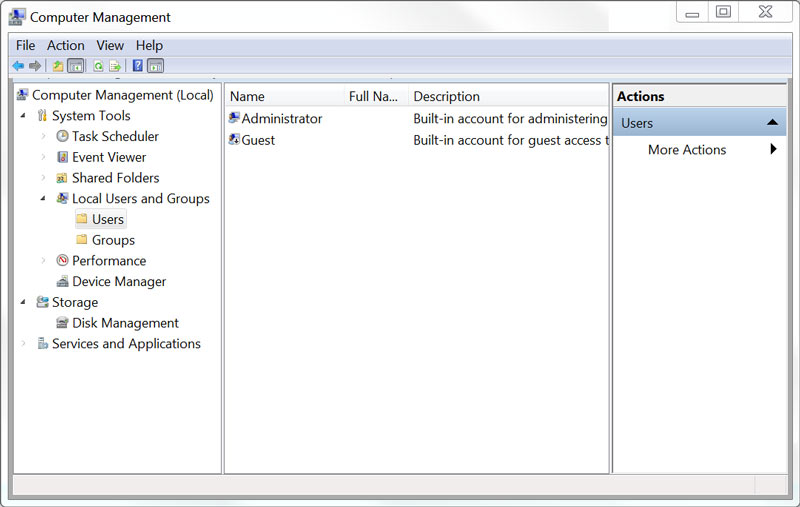 Computer Management
File Action View Help
Computer Management (Local)
System Tools
Task Scheduler
Event Viewer
Shared Folders
Local Users and Groups
Users
Groups
Performance
Device Manager
Storage
Disk Management
Services and Applications
Name Full Na... Description
Administrator Built-in account for administering
Guest Built-in account for guest access t
Actions
Users
More Actions